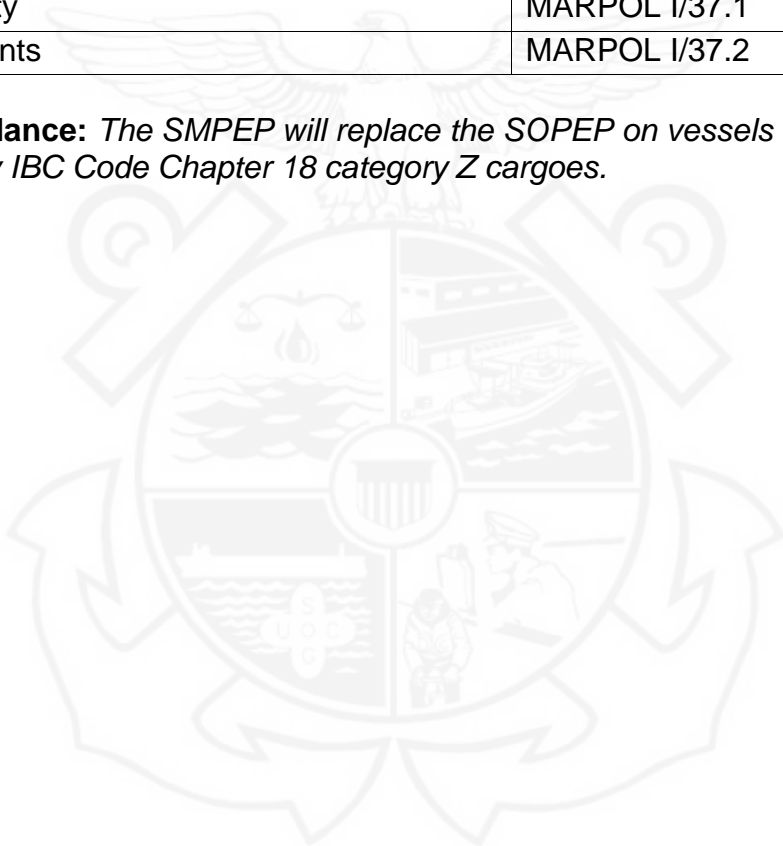 ty MARPOL I/37.1
nts MARPOL I/37.2
lance: The SMPEP will replace the SOPEP on vessels
y IBC Code Chapter 18 category Z cargoes.
S
U O C
G